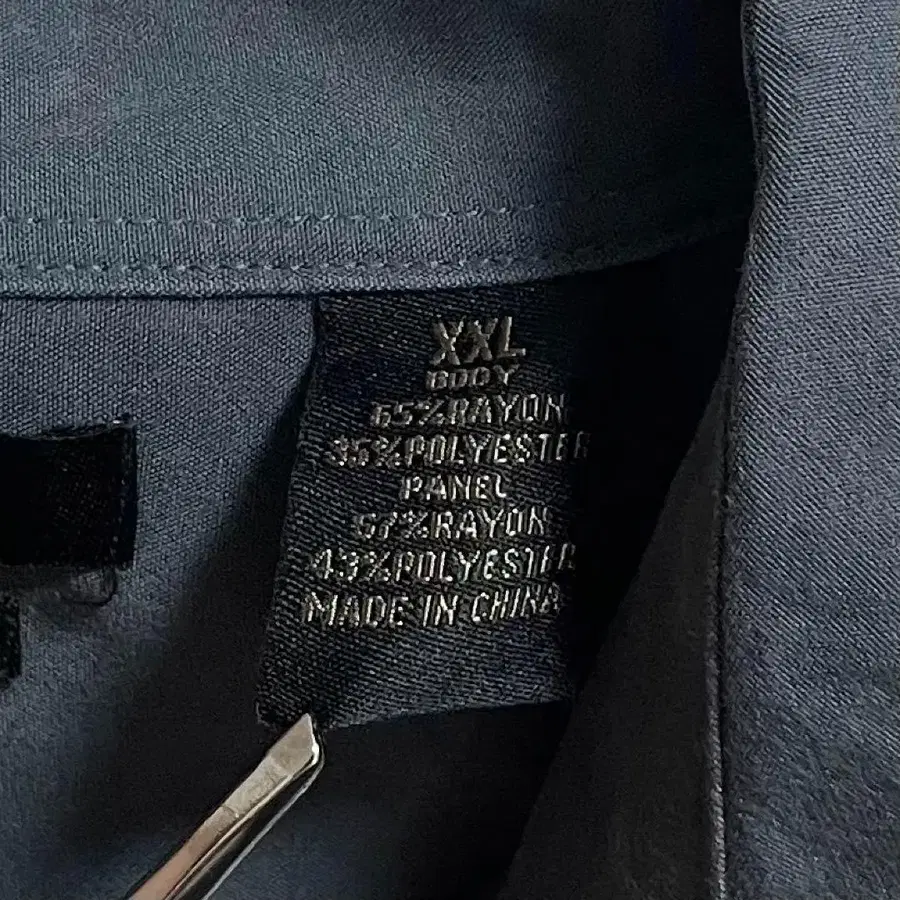 XXL
BODY
65%RAYON
35%POLYESTER
PANEL
57%RAYON
43%POLYESTER
MADE IN CHINA